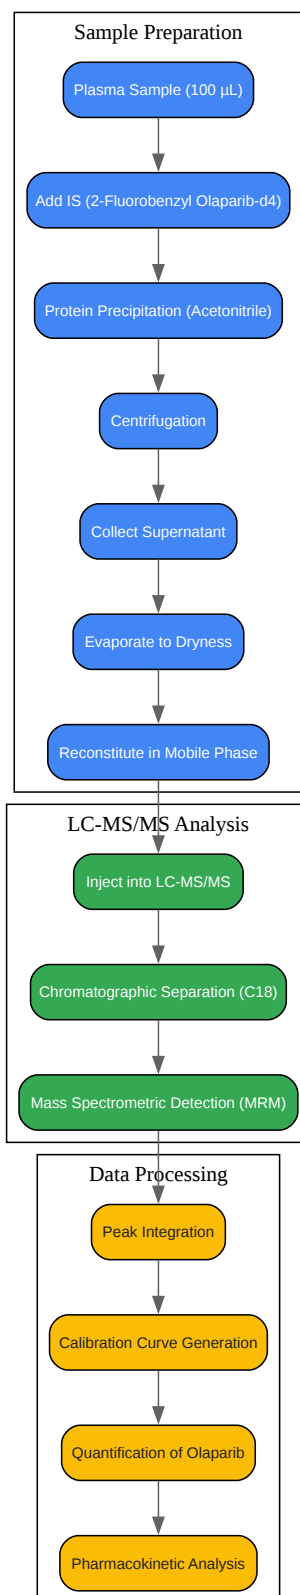 Sample Preparation
Plasma Sample (100 µL)
Add IS (2-Fluorobenzyl Olaparib-d4)
Protein Precipitation (Acetonitrile)
Centrifugation
Collect Supernatant
Evaporate to Dryness
Reconstitute in Mobile Phase
LC-MS/MS Analysis
Inject into LC-MS/MS
Chromatographic Separation (C18)
Mass Spectrometric Detection (MRM)
Data Processing
Peak Integration
Calibration Curve Generation
Quantification of Olaparib
Pharmacokinetic Analysis